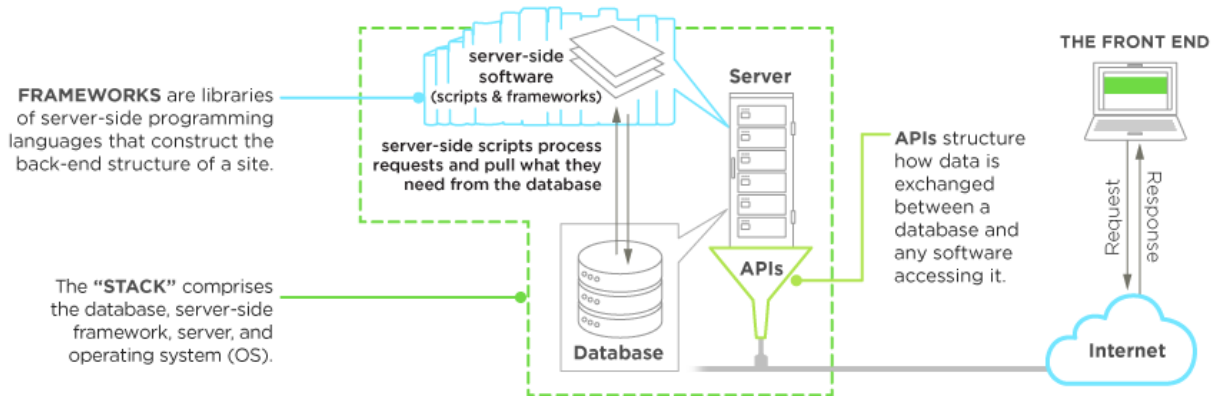 FRAMEWORKS are libraries
of server-side programming
languages that construct the
back-end structure of a site.
The “STACK” comprises
the database, server-side
framework, server, and
operating system (OS).
server-side
software
(scripts & frameworks)
server-side scripts process
requests and pull what they
need from the database
Database
Server
APIs
APIs structure
how data is
exchanged
between a
database and
any software
accessing it.
THE FRONT END
Request
Response
Internet